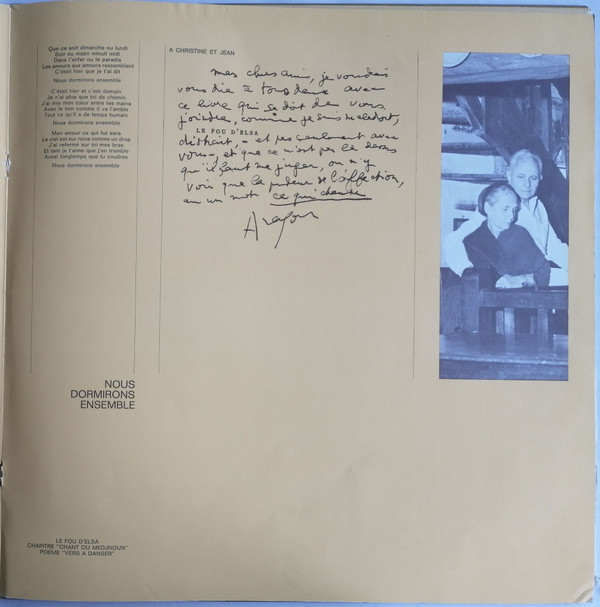 Que ce soit dimanche ou lundi
Soir ou matin minuit midi
Dans l'enfer ou le paradis
Les amours aux amours ressemblent
C'était hier que je t'ai dit
Nous dormirons ensemble
C'était hier et c'est demain
Je n'ai plus que toi de chemin
J'ai mis mon cœur entre tes mains
Avec le tien comme il va l'amble
Tout ce qu'il a de temps humain
Nous dormirons ensemble
Mon amour ce qui fut sera
Le ciel est sur nous comme un drap
J'ai refermé sur toi mes bras
Et tant je t'aime que j'en tremble
Aussi longtemps que tu voudras
Nous dormirons ensemble
NOUS
DORMIRONS
ENSEMBLE
LE FOU D'ELSA
CHAPITRE "CHANT DU MEDJNOUN"
POEME "VERS A DANSER"
A CHRISTINE ET JEAN
mes chers amis, je voudrais
vous dire à tous deux avec
ce livre qui se doit de vous
joindre, comme je suis
LE FOU D'ELSA
et pas seulement avec
vous, et que ce n'est pas là
qu'il faut me juger, on n'y
voit que la pudeur de l'affection,
en un mot ce qui chante
Aragon